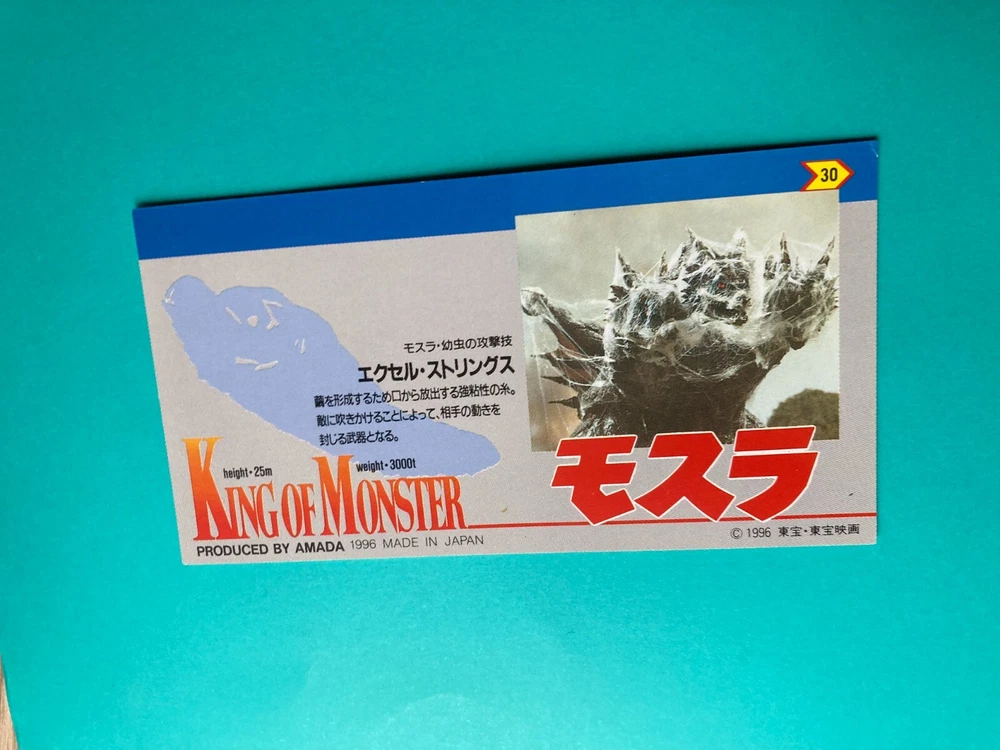 30
モスラ・幼虫の攻撃技
エクセル・ストリングス
繭を形成するため口から放出する強粘性の糸。
敵に吹きかけることによって、相手の動きを
封じる武器となる。
height・25m
weight・3000t
KING OF MONSTER
モスラ
PRODUCED BY AMADA 1996 MADE IN JAPAN
© 1996 東宝・東宝映画